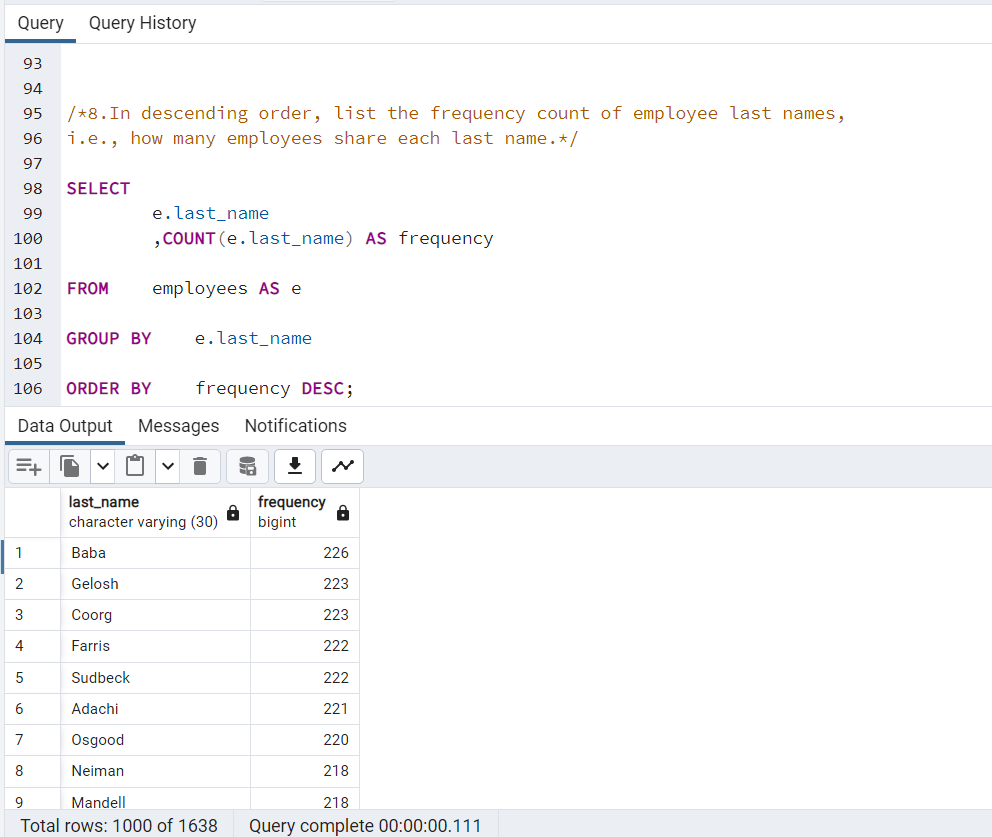 Query Query History
93
94
95 /*8.In descending order, list the frequency count of employee last names,
96 i.e., how many employees share each last name.*/
97
98 SELECT
99 e.last_name
100 ,COUNT(e.last_name) AS frequency
101
102 FROM employees AS e
103
104 GROUP BY e.last_name
105
106 ORDER BY frequency DESC;
Data Output Messages Notifications
last_name frequency
character varying (30) bigint
1 Baba 226
2 Gelosh 223
3 Coorg 223
4 Farris 222
5 Sudbeck 222
6 Adachi 221
7 Osgood 220
8 Neiman 218
9 Mandell 218
Total rows: 1000 of 1638 Query complete 00:00:00.111